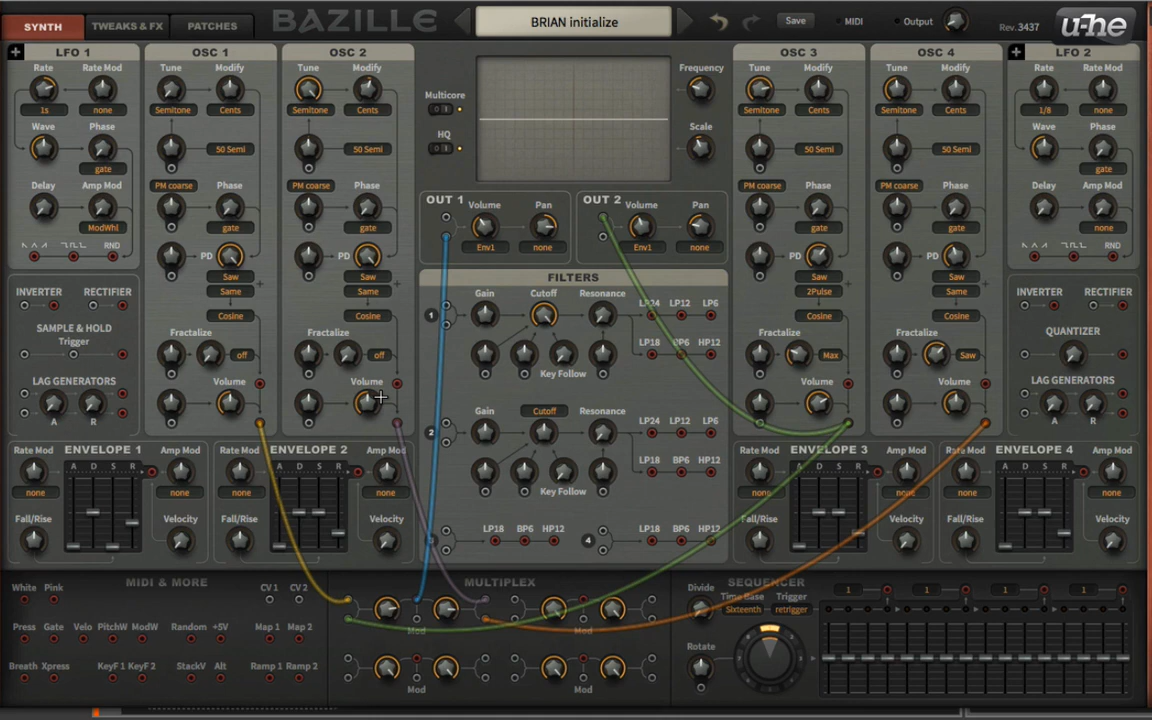 SYNTH TWEAKS & FX PATCHES BAZILLE BRIAN initialize Save MIDI Output Rev. 3437 u-he
+ LFO 1
Rate Rate Mod
1s none
Wave Phase
gate
Delay Amp Mod
ModWhl
RND
INVERTER RECTIFIER
SAMPLE & HOLD
Trigger
LAG GENERATORS
A R
OSC 1
Tune Modify
Semitone Cents
50 Semi
PM coarse Phase
gate
PD
Saw
Same
Cosine
Fractalize
off
Volume
OSC 2
Tune Modify
Semitone Cents
50 Semi
PM coarse Phase
gate
PD
Saw
Same
Cosine
Fractalize
off
Volume
Multicore
HQ
Frequency
Scale
OUT 1 Volume Pan
Env1 none
OUT 2 Volume Pan
Env1 none
FILTERS
Gain Cutoff Resonance LP24 LP12 LP6
1
LP18 BP6 HP12
Key Follow
Gain Cutoff Resonance
2 LP24 LP12 LP6
LP18 BP6 HP12
Key Follow
LP18 BP6 HP12 LP18 BP6 HP12
3 4
OSC 3
Tune Modify
Semitone Cents
50 Semi
PM coarse Phase
gate
PD
Saw
2Pulse
Cosine
Fractalize
Max
Volume
OSC 4
Tune Modify
Semitone Cents
50 Semi
PM coarse Phase
gate
PD
Saw
Same
Cosine
Fractalize
Saw
Volume
+ LFO 2
Rate Rate Mod
1/8 none
Wave Phase
gate
Delay Amp Mod
none
RND
INVERTER RECTIFIER
QUANTIZER
LAG GENERATORS
A R
Rate Mod ENVELOPE 1 Amp Mod
A D S R
none none
Fall/Rise Velocity
Rate Mod ENVELOPE 2 Amp Mod
A D S R
none none
Fall/Rise Velocity
Rate Mod ENVELOPE 3 Amp Mod
A D S R
none none
Fall/Rise Velocity
Rate Mod ENVELOPE 4 Amp Mod
A D S R
none none
Fall/Rise Velocity
MIDI & MORE
White Pink CV 1 CV 2
Press Gate Velo PitchW ModW Random +5V Map 1 Map 2
Breath Xpress KeyF 1 KeyF 2 StackV Alt Ramp 1 Ramp 2
MULTIPLEX
Mod Mod
Mod Mod
SEQUENCER
Divide Time Base Trigger
Sixteenth retrigger
Rotate
1 1 1 1